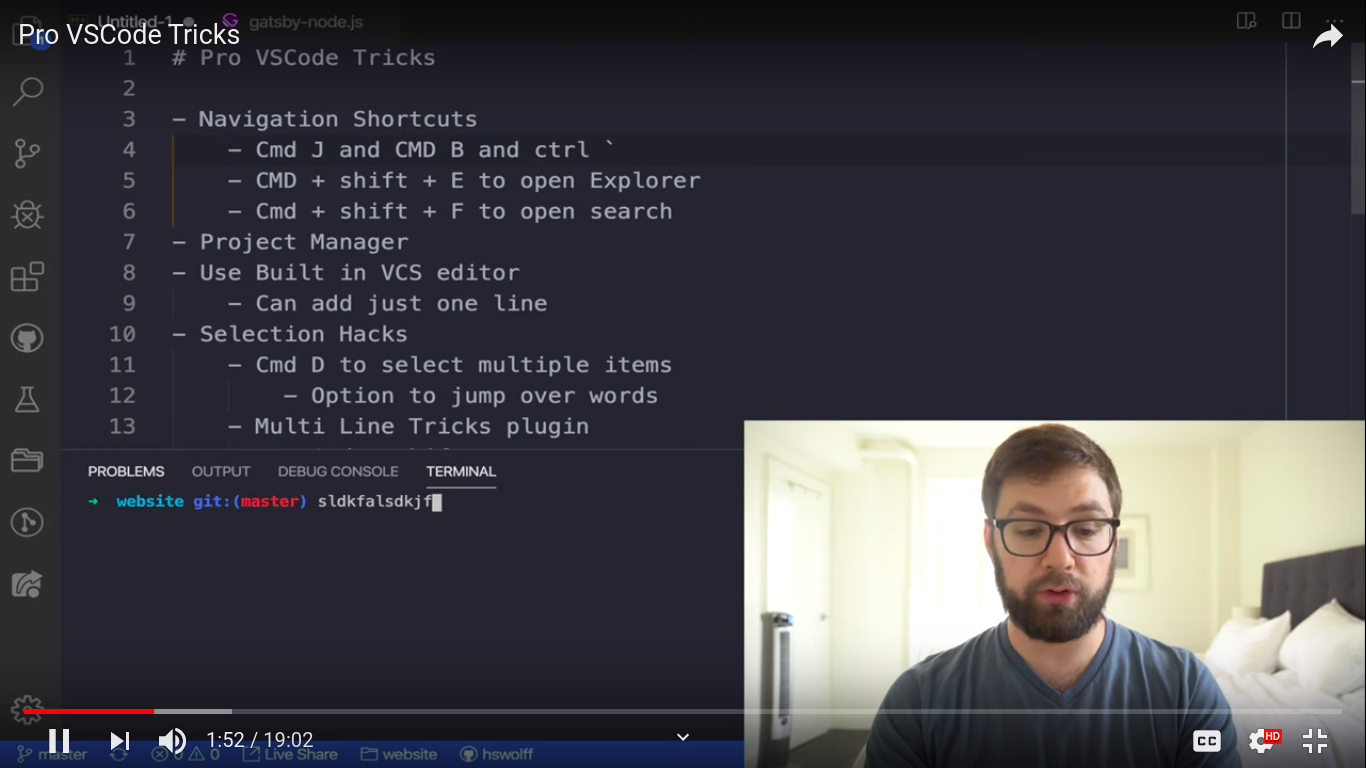 Untitled-1 gatsby-node.js
Pro VSCode Tricks
1 # Pro VSCode Tricks
2
3 - Navigation Shortcuts
4 - Cmd J and CMD B and ctrl `
5 - CMD + shift + E to open Explorer
6 - Cmd + shift + F to open search
7 - Project Manager
8 - Use Built in VCS editor
9 - Can add just one line
10 - Selection Hacks
11 - Cmd D to select multiple items
12 - Option to jump over words
13 - Multi Line Tricks plugin
PROBLEMS OUTPUT DEBUG CONSOLE TERMINAL
➜ website git:(master) sldkfalsdkjf
1:52 / 19:02
CC HD
master 0 Live Share website hswolff